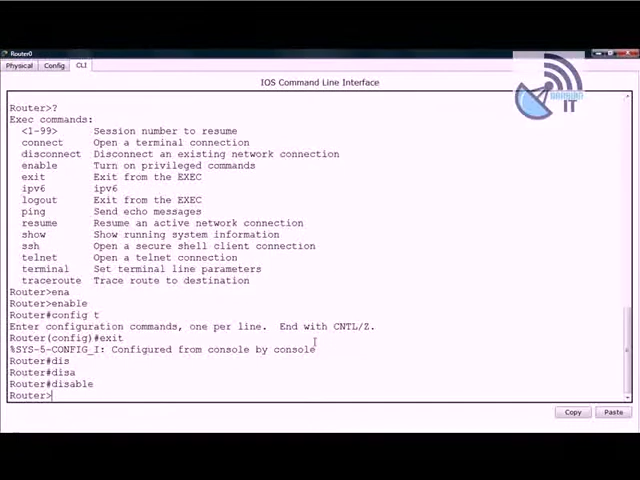 Router0
Physical Config CLI
IOS Command Line Interface
IT
Router>?
Exec commands:
<1-99> Session number to resume
connect Open a terminal connection
disconnect Disconnect an existing network connection
enable Turn on privileged commands
exit Exit from the EXEC
ipv6 ipv6
logout Exit from the EXEC
ping Send echo messages
resume Resume an active network connection
show Show running system information
ssh Open a secure shell client connection
telnet Open a telnet connection
terminal Set terminal line parameters
traceroute Trace route to destination
Router>ena
Router>enable
Router#config t
Enter configuration commands, one per line. End with CNTL/Z.
Router(config)#exit
%SYS-5-CONFIG_I: Configured from console by console
Router#dis
Router#disa
Router#disable
Router>
Copy Paste